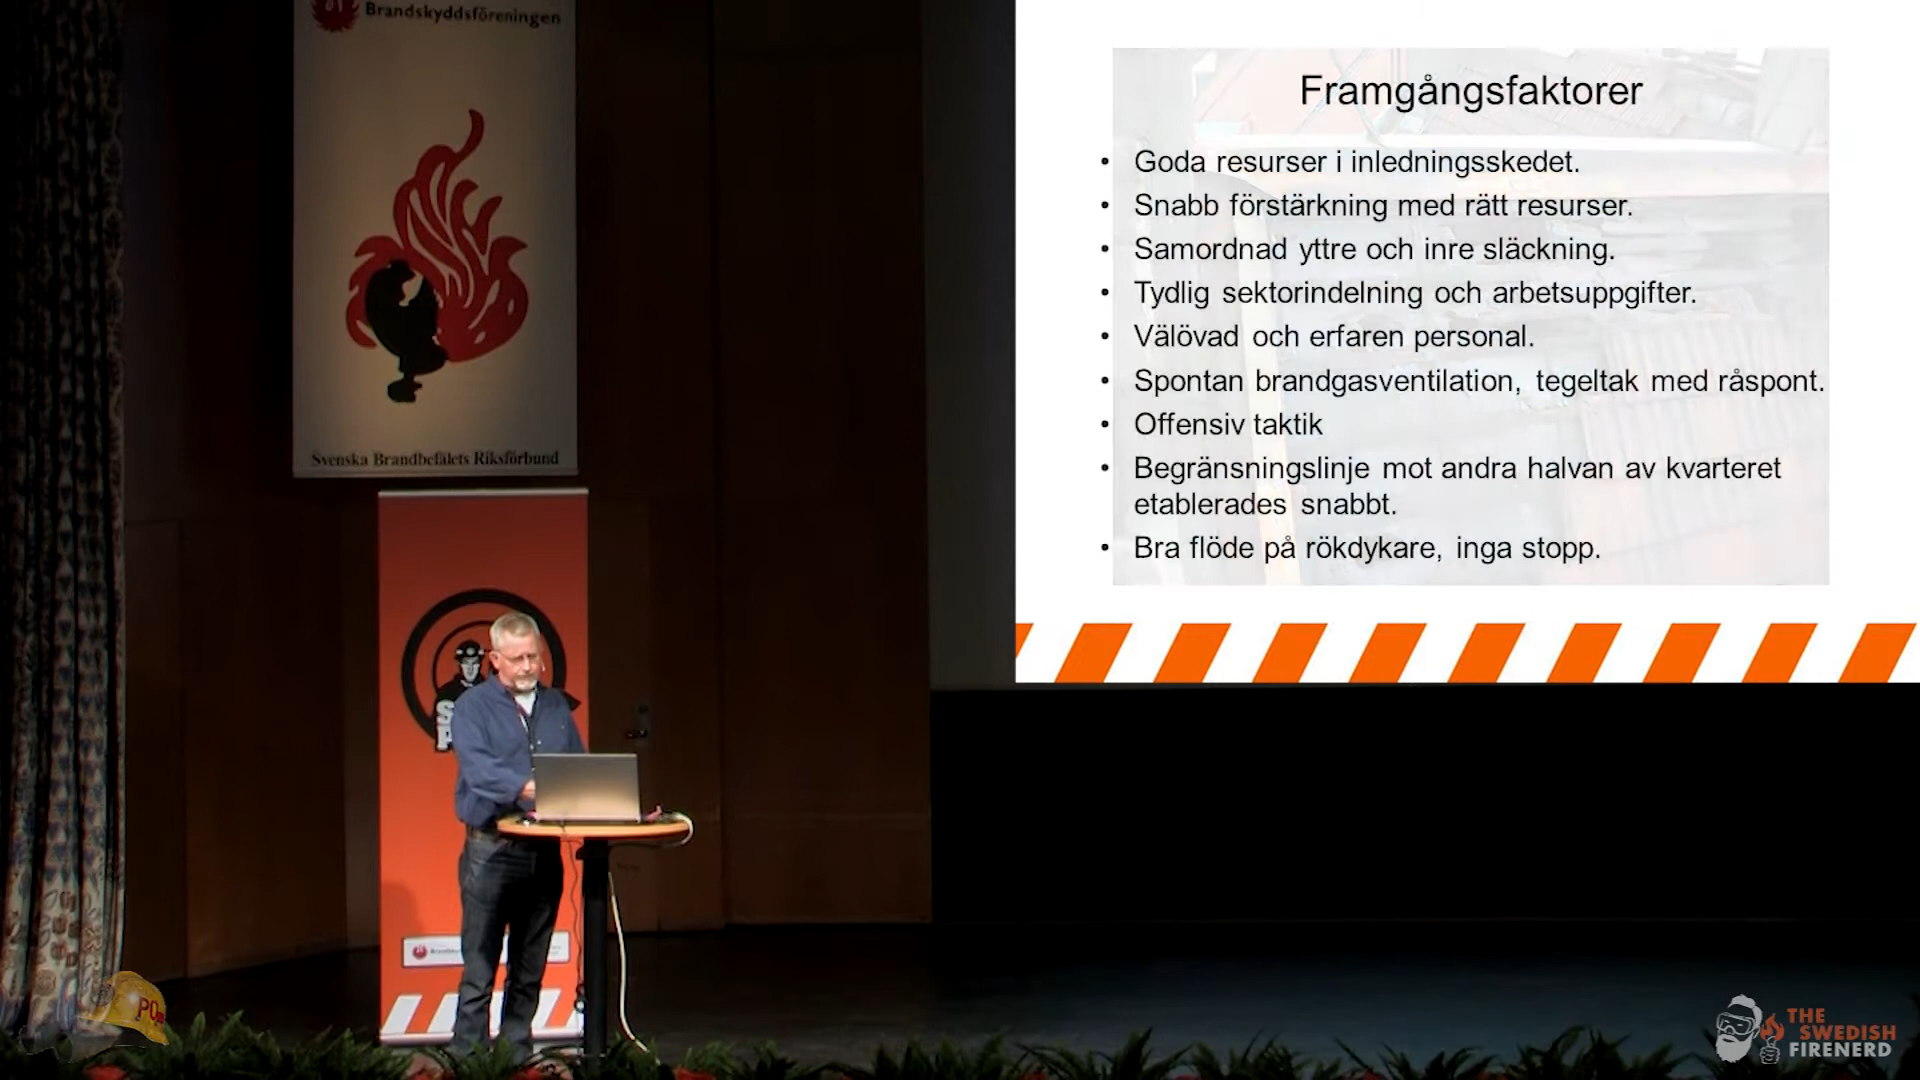 Brandskyddsföreningen
Svenska Brandbefälets Riksförbund
Framgångsfaktorer
• Goda resurser i inledningsskedet.
• Snabb förstärkning med rätt resurser.
• Samordnad yttre och inre släckning.
• Tydlig sektorindelning och arbetsuppgifter.
• Välövad och erfaren personal.
• Spontan brandgasventilation, tegeltak med råspont.
• Offensiv taktik
• Begränsningslinje mot andra halvan av kvarteret
etablerades snabbt.
• Bra flöde på rökdykare, inga stopp.
THE
SWEDISH
FIRENERD